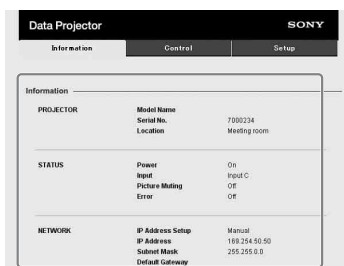 Data Projector SONY
Information Control Setup
Information
PROJECTOR Model Name
Serial No. 7000234
Location Meeting room
STATUS Power On
Input Input C
Picture Muting Off
Error Off
NETWORK IP Address Setup Manual
IP Address 169.254.50.50
Subnet Mask 255.255.0.0
Default Gateway